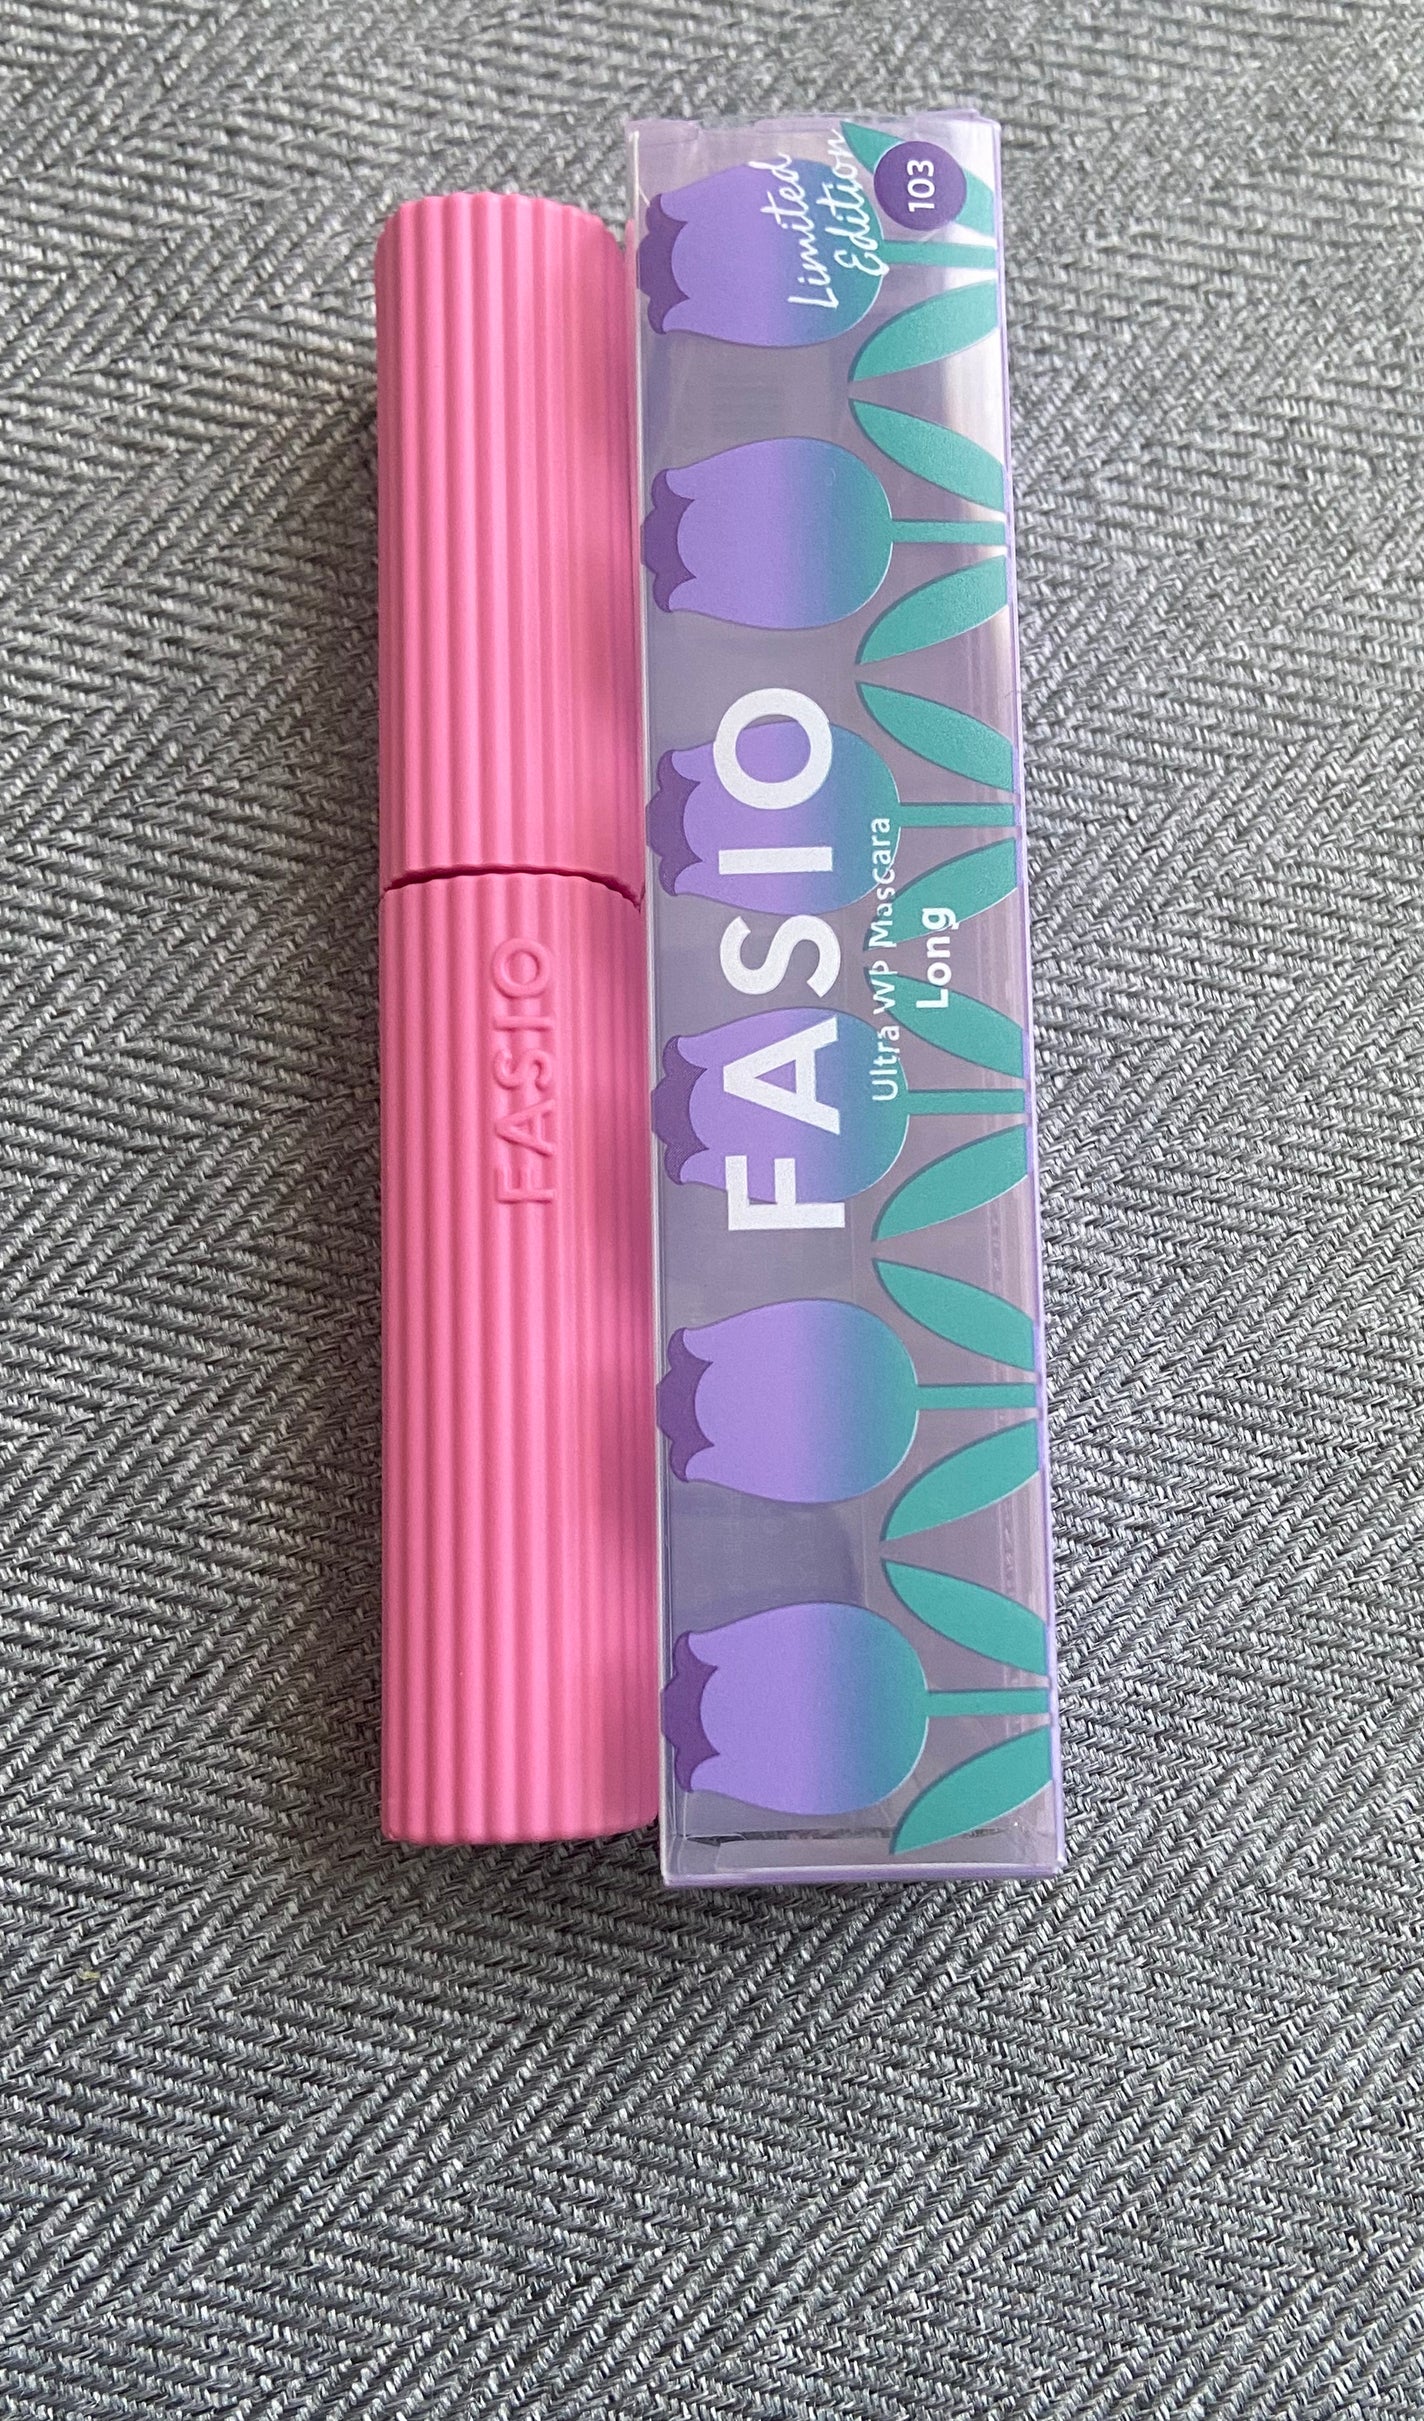 FASIO
Limited
Edition
103
FASIO
Ultra WP Mascara
Long